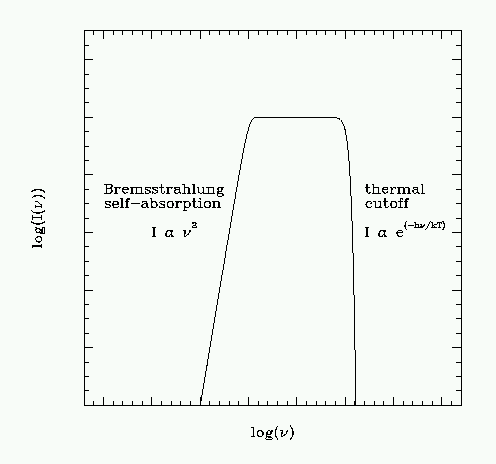 Bremsstrahlung
self-absorption
I α ν²
thermal
cutoff
I α e^(-hν/kT)
log(I(ν))
log(ν)